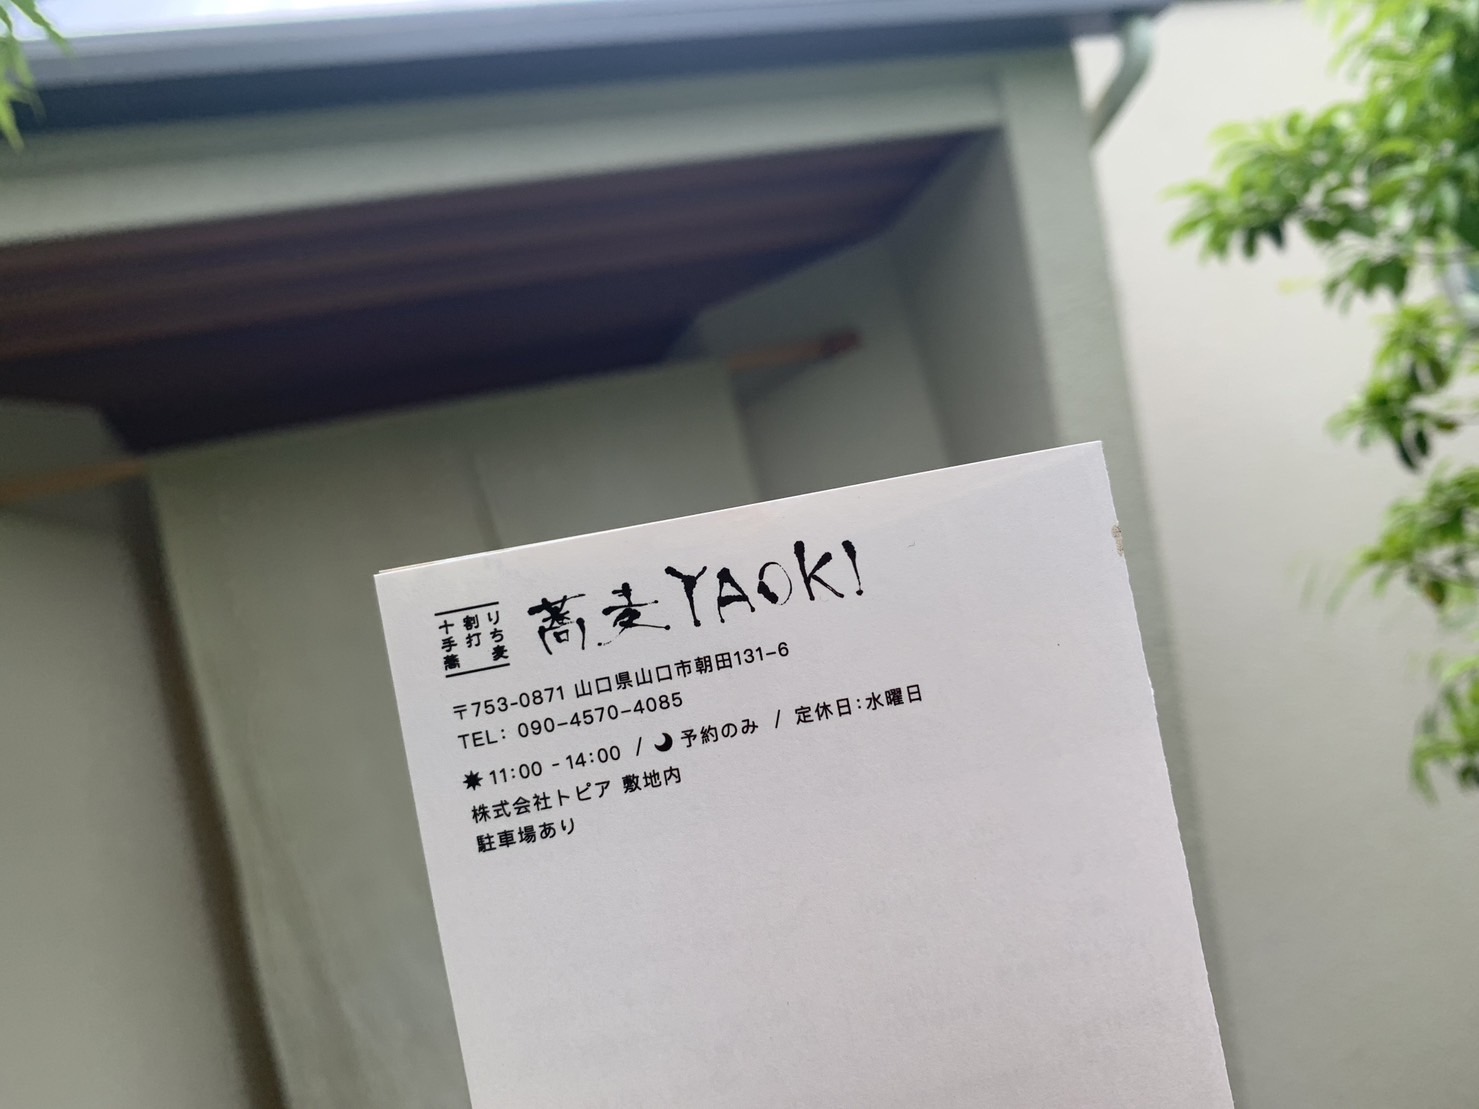 十割り
手打ち
蕎麦
蕎麦YAOKI
〒753-0871 山口県山口市朝田131-6
TEL: 090-4570-4085
11:00 - 14:00 / 予約のみ / 定休日:水曜日
株式会社トピア 敷地内
駐車場あり